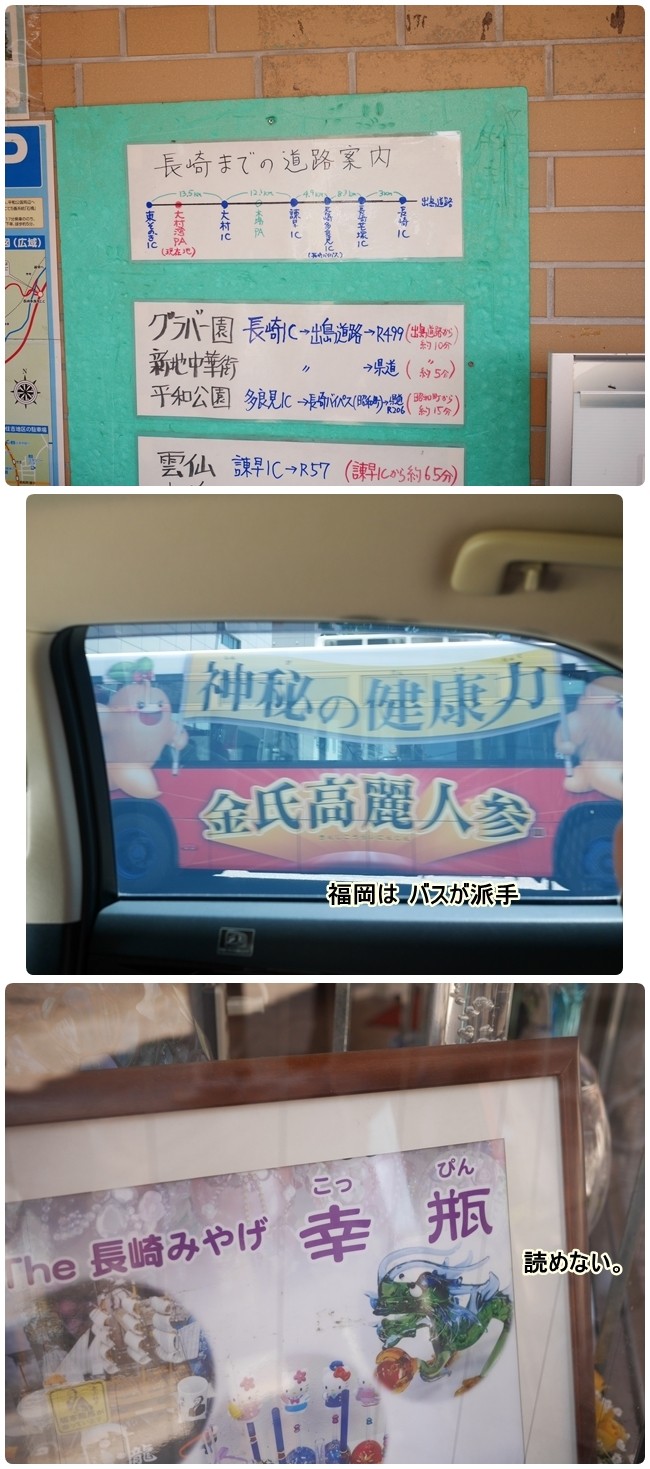 長崎までの道路案内
13.5km 12.9km 4.9km 8.3km 3km
東そのぎIC 大村湾PA (現在地) 大村IC 木場PA 諫早IC 長崎多良見IC 長崎芒塚IC 長崎IC 出島道路
グラバー園 長崎IC→出島道路→R499 (出島道路から約10分)
新地中華街 〃 →県道 (〃 約5分)
平和公園 多良見IC→長崎バイパス(昭和町)→ R206 (昭和町から約15分)
雲仙 諫早IC→R57 (諫早ICから約65分)
(広域)
神秘の健康力
金氏高麗人参
福岡は バスが派手
こっ ぴん
The 長崎みやげ 幸 瓶
読めない。
龍